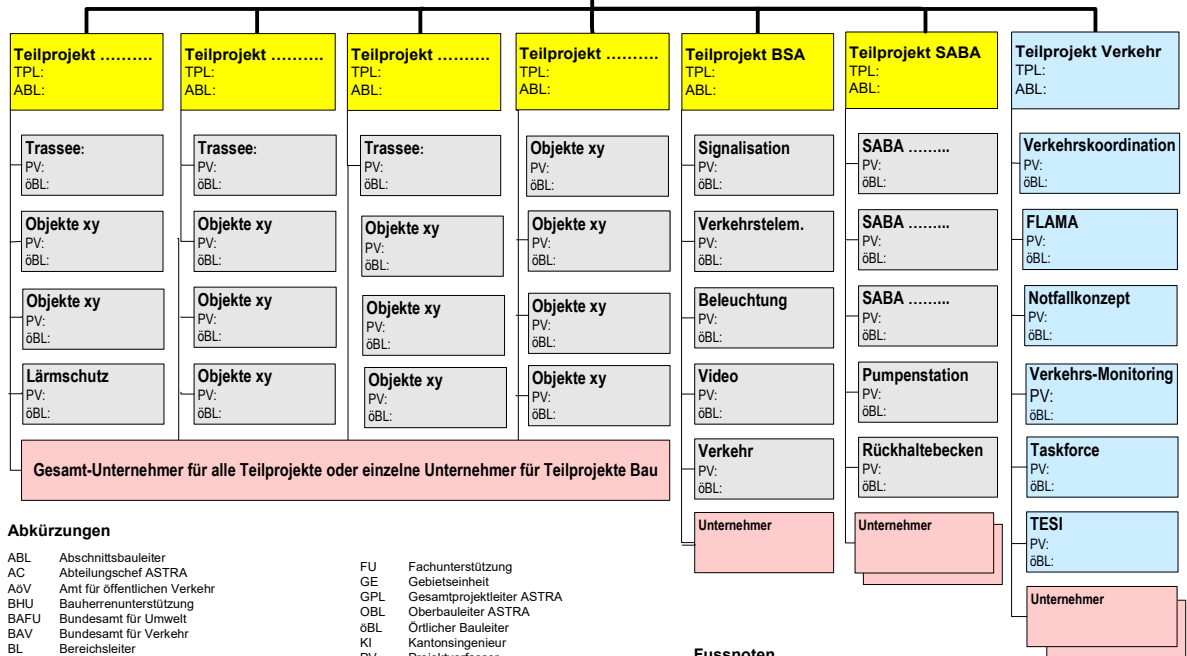 Teilprojekt ……….
TPL:
ABL:
Trassee:
PV:
öBL:
Objekte xy
PV:
öBL:
Objekte xy
PV:
öBL:
Lärmschutz
PV:
öBL:
Teilprojekt ……….
TPL:
ABL:
Trassee:
PV:
öBL:
Objekte xy
PV:
öBL:
Objekte xy
PV:
öBL:
Objekte xy
PV:
öBL:
Teilprojekt ……….
TPL:
ABL:
Trassee:
PV:
öBL:
Objekte xy
PV:
öBL:
Objekte xy
PV:
öBL:
Objekte xy
PV:
öBL:
Teilprojekt ……….
TPL:
ABL:
Objekte xy
PV:
öBL:
Objekte xy
PV:
öBL:
Objekte xy
PV:
öBL:
Objekte xy
PV:
öBL:
Gesamt-Unternehmer für alle Teilprojekte oder einzelne Unternehmer für Teilprojekte Bau
Teilprojekt BSA
TPL:
ABL:
Signalisation
PV:
öBL:
Verkehrstelem.
PV:
öBL:
Beleuchtung
PV:
öBL:
Video
PV:
öBL:
Verkehr
PV:
öBL:
Unternehmer
Teilprojekt SABA
TPL:
ABL:
SABA ……...
PV:
öBL:
SABA ……...
PV:
öBL:
SABA ……...
PV:
öBL:
Pumpenstation
PV:
öBL:
Rückhaltebecken
PV:
öBL:
Unternehmer
Teilprojekt Verkehr
TPL:
ABL:
Verkehrskoordination
PV:
öBL:
FLAMA
PV:
öBL:
Notfallkonzept
PV:
öBL:
Verkehrs-Monitoring
PV:
öBL:
Taskforce
PV:
öBL:
TESI
PV:
öBL:
Unternehmer
Abkürzungen
ABL Abschnittsbauleiter
AC Abteilungschef ASTRA
AöV Amt für öffentlichen Verkehr
BHU Bauherrenunterstützung
BAFU Bundesamt für Umwelt
BAV Bundesamt für Verkehr
BL Bereichsleiter
FU Fachunterstützung
GE Gebietseinheit
GPL Gesamtprojektleiter ASTRA
OBL Oberbauleiter ASTRA
öBL Örtlicher Bauleiter
KI Kantonsingenieur
PV Projektverfasser
Fussnoten